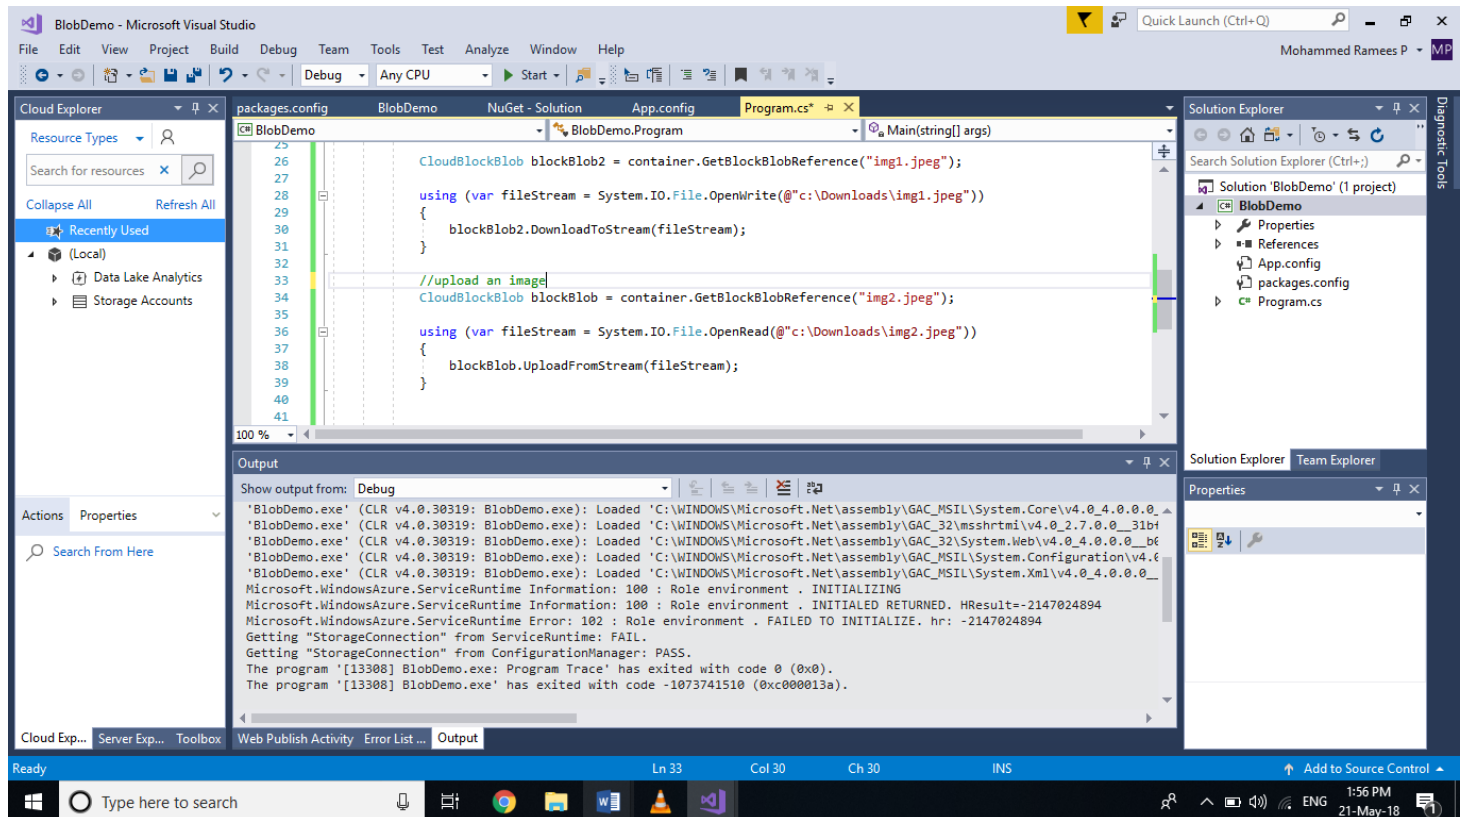 BlobDemo - Microsoft Visual Studio
Quick Launch (Ctrl+Q)
File Edit View Project Build Debug Team Tools Test Analyze Window Help
Mohammed Ramees P MP
Debug Any CPU Start
Cloud Explorer
Resource Types
Search for resources
Collapse All Refresh All
Recently Used
(Local)
Data Lake Analytics
Storage Accounts
Actions Properties
Search From Here
Cloud Exp... Server Exp... Toolbox
packages.config BlobDemo NuGet - Solution App.config Program.cs*
C# BlobDemo BlobDemo.Program Main(string[] args)
25
26 CloudBlockBlob blockBlob2 = container.GetBlockBlobReference("img1.jpeg");
27
28 using (var fileStream = System.IO.File.OpenWrite(@"c:\Downloads\img1.jpeg"))
29 {
30 blockBlob2.DownloadToStream(fileStream);
31 }
32
33 //upload an image
34 CloudBlockBlob blockBlob = container.GetBlockBlobReference("img2.jpeg");
35
36 using (var fileStream = System.IO.File.OpenRead(@"c:\Downloads\img2.jpeg"))
37 {
38 blockBlob.UploadFromStream(fileStream);
39 }
40
41
100 %
Output
Show output from: Debug
'BlobDemo.exe' (CLR v4.0.30319: BlobDemo.exe): Loaded 'C:\WINDOWS\Microsoft.Net\assembly\GAC_MSIL\System.Core\v4.0_4.0.0.0_
'BlobDemo.exe' (CLR v4.0.30319: BlobDemo.exe): Loaded 'C:\WINDOWS\Microsoft.Net\assembly\GAC_32\msshrtmi\v4.0_2.7.0.0__31bf
'BlobDemo.exe' (CLR v4.0.30319: BlobDemo.exe): Loaded 'C:\WINDOWS\Microsoft.Net\assembly\GAC_32\System.Web\v4.0_4.0.0.0__b0
'BlobDemo.exe' (CLR v4.0.30319: BlobDemo.exe): Loaded 'C:\WINDOWS\Microsoft.Net\assembly\GAC_MSIL\System.Configuration\v4.0
'BlobDemo.exe' (CLR v4.0.30319: BlobDemo.exe): Loaded 'C:\WINDOWS\Microsoft.Net\assembly\GAC_MSIL\System.Xml\v4.0_4.0.0.0__
Microsoft.WindowsAzure.ServiceRuntime Information: 100 : Role environment . INITIALIZING
Microsoft.WindowsAzure.ServiceRuntime Information: 100 : Role environment . INITIALED RETURNED. HResult=-2147024894
Microsoft.WindowsAzure.ServiceRuntime Error: 102 : Role environment . FAILED TO INITIALIZE. hr: -2147024894
Getting "StorageConnection" from ServiceRuntime: FAIL.
Getting "StorageConnection" from ConfigurationManager: PASS.
The program '[13308] BlobDemo.exe: Program Trace' has exited with code 0 (0x0).
The program '[13308] BlobDemo.exe' has exited with code -1073741510 (0xc000013a).
Web Publish Activity Error List ... Output
Solution Explorer
Search Solution Explorer (Ctrl+;)
Solution 'BlobDemo' (1 project)
C# BlobDemo
Properties
References
App.config
packages.config
C# Program.cs
Solution Explorer Team Explorer
Properties
Diagnostic Tools
Ready Ln 33 Col 30 Ch 30 INS Add to Source Control
Type here to search
ENG
1:56 PM
21-May-18
1